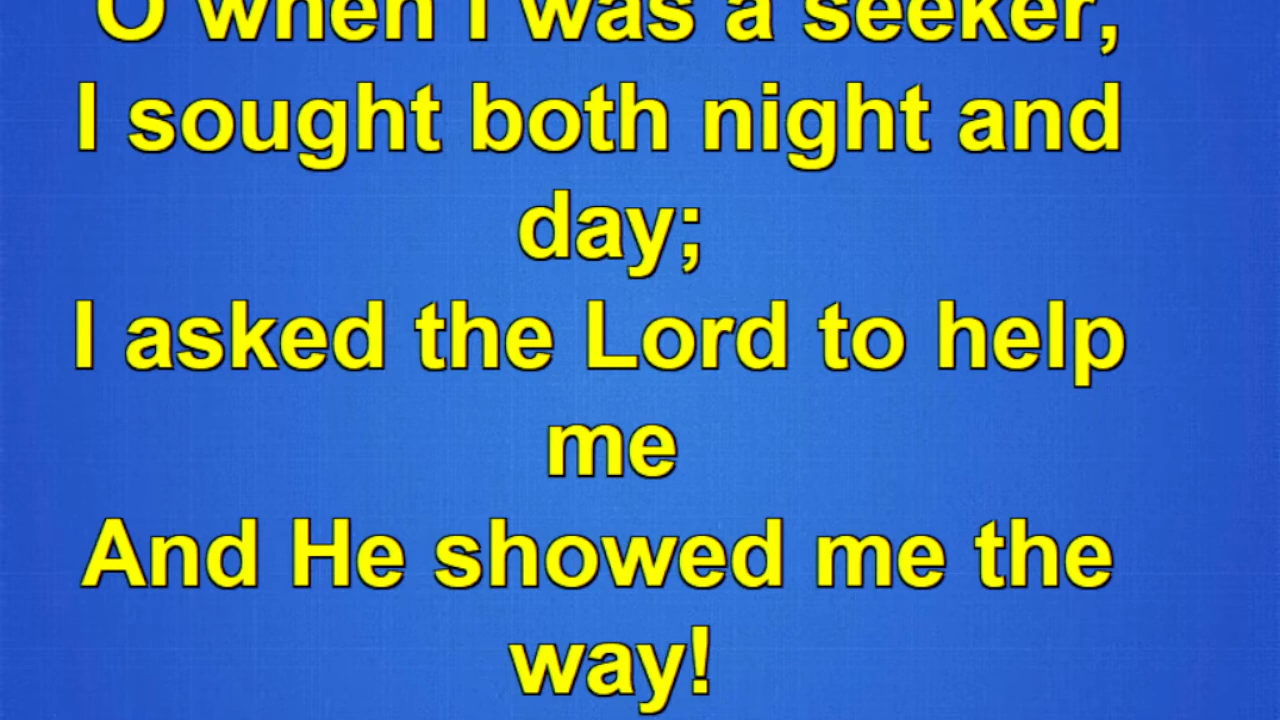 O when I was a seeker,
I sought both night and
day;
I asked the Lord to help
me
And He showed me the
way!